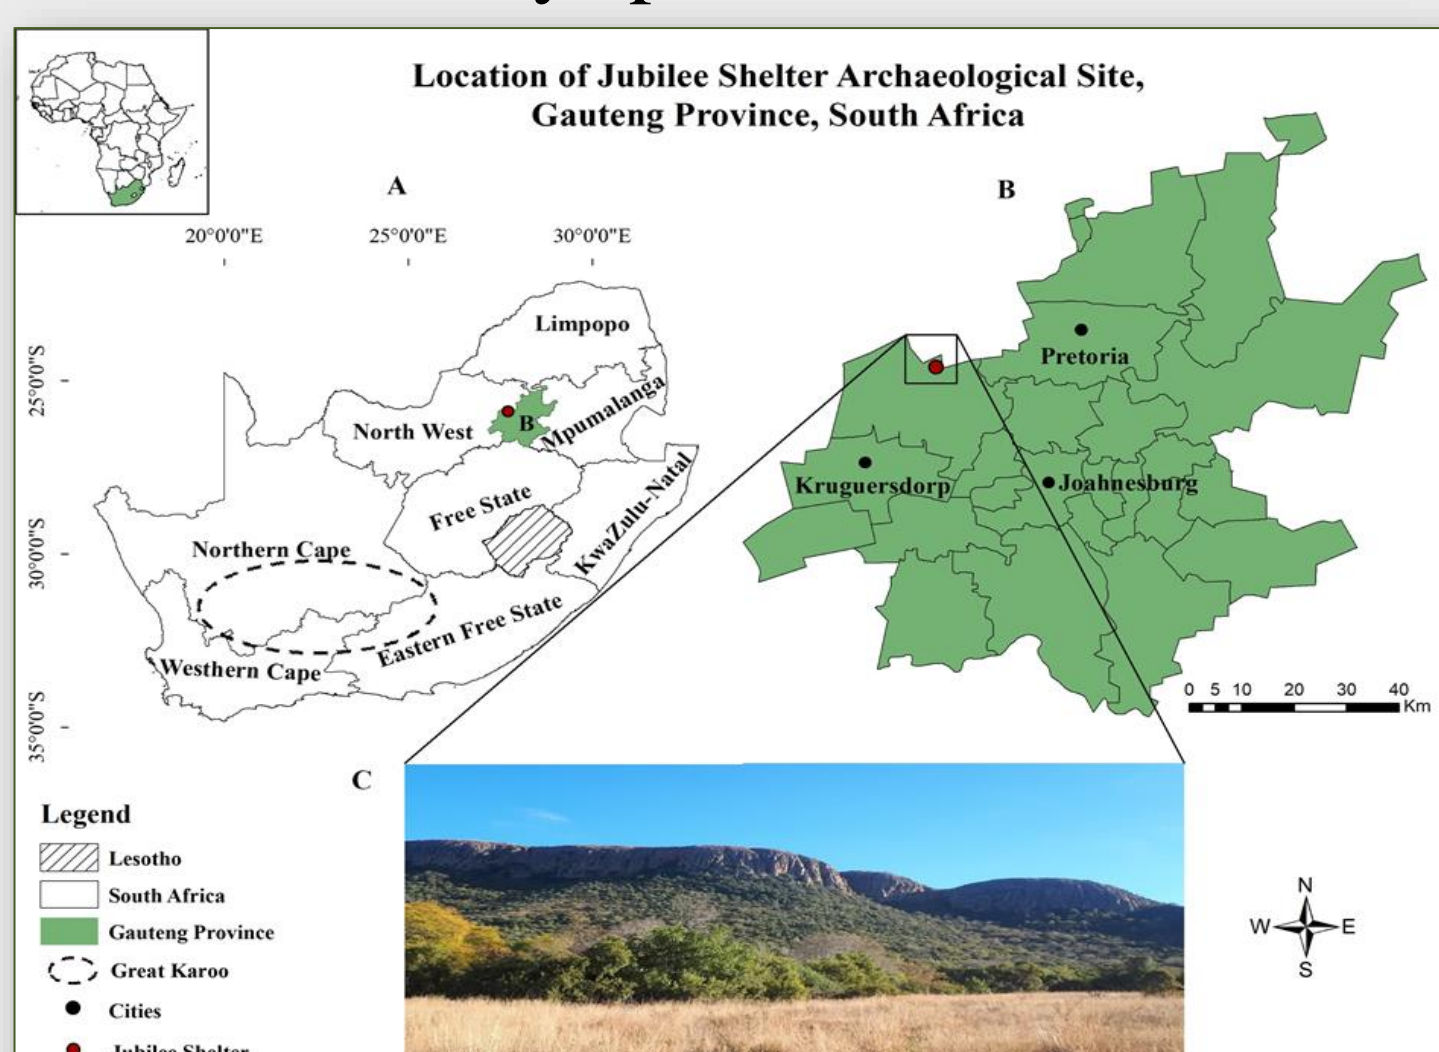 Location of Jubilee Shelter Archaeological Site,
Gauteng Province, South Africa
A
B
20°0'0"E
25°0'0"E
30°0'0"E
25°0'0"S
30°0'0"S
35°0'0"S
Limpopo
North West
B
Mpumalanga
Free State
KwaZulu-Natal
Northern Cape
Eastern Free State
Westhern Cape
Pretoria
Kruguersdorp
Joahnesburg
0 5 10 20 30 40
Km
C
Legend
Lesotho
South Africa
Gauteng Province
Great Karoo
Cities
Jubilee Shelter
N
W E
S